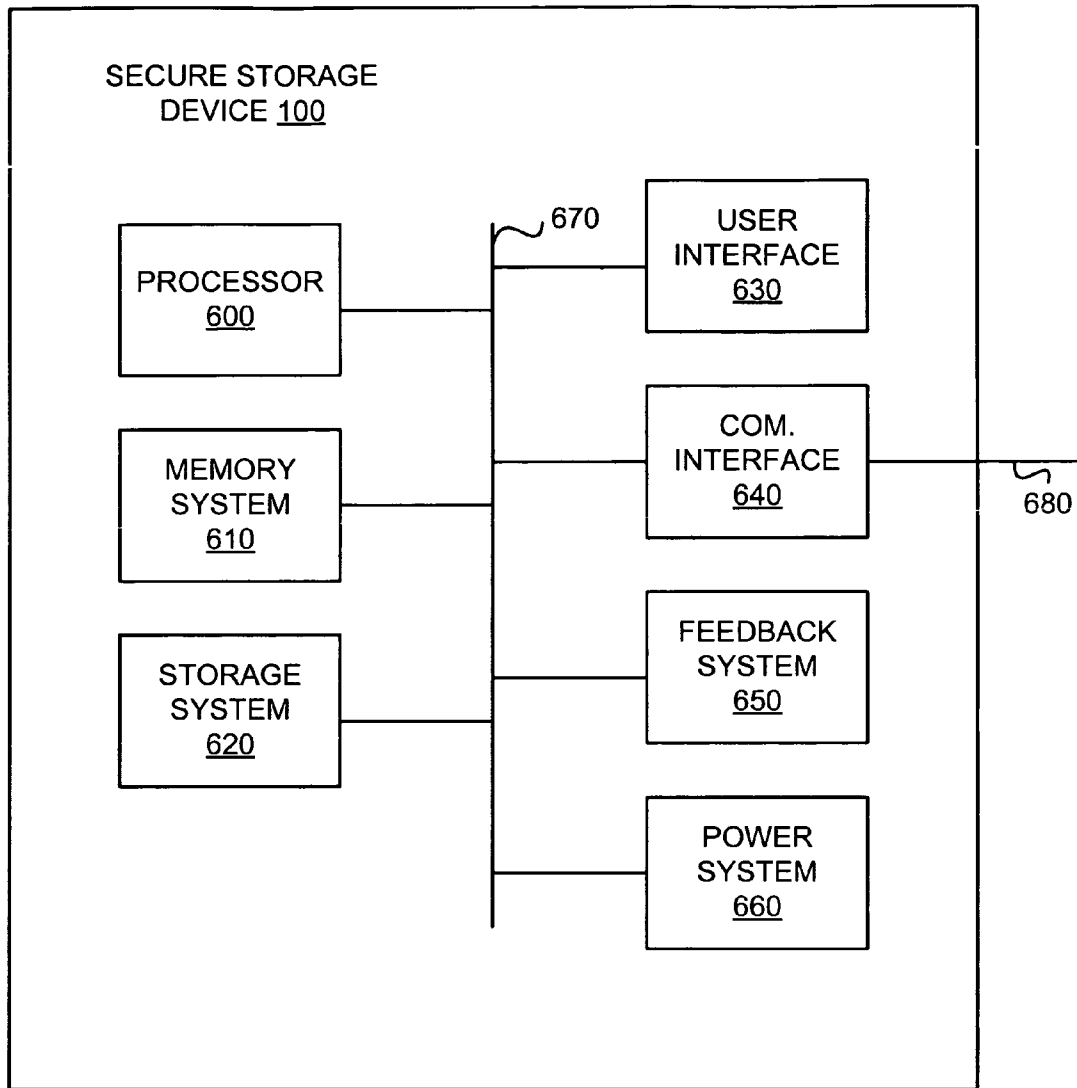 SECURE STORAGE
DEVICE 100
670
PROCESSOR
600
USER
INTERFACE
630
MEMORY
SYSTEM
610
COM.
INTERFACE
640
680
STORAGE
SYSTEM
620
FEEDBACK
SYSTEM
650
POWER
SYSTEM
660